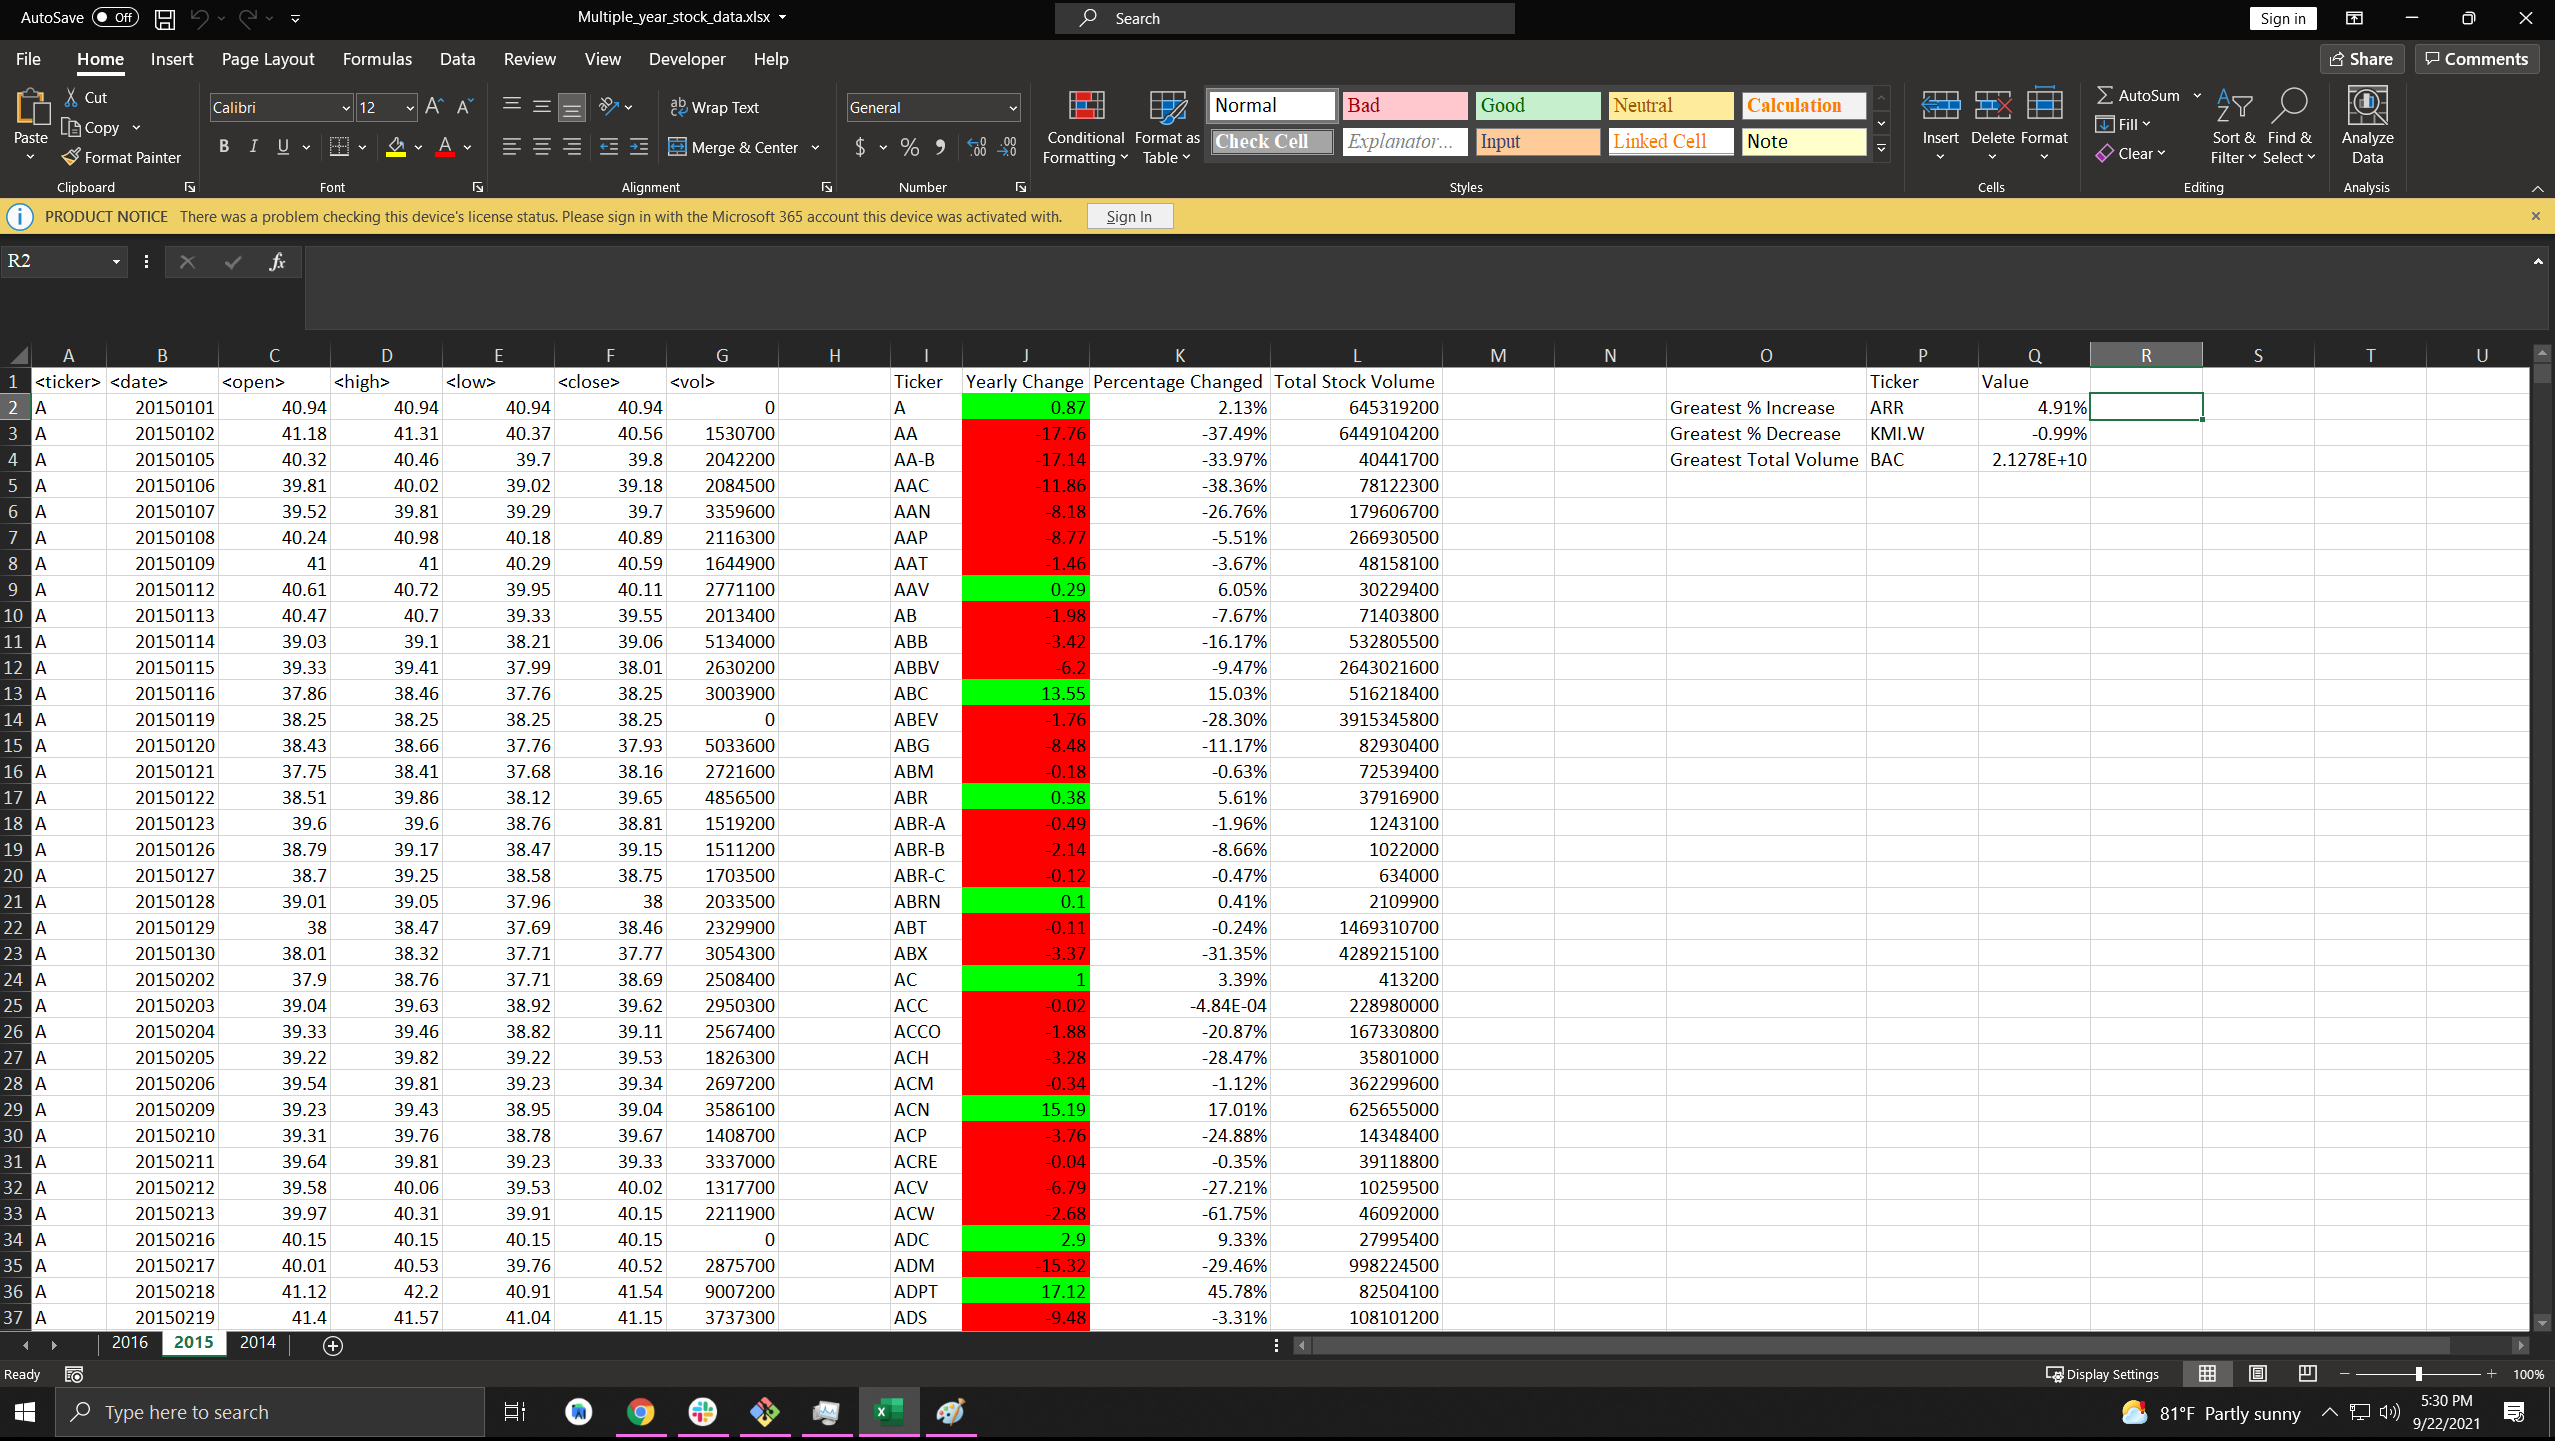 AutoSave Off Multiple_year_stock_data.xlsx Search Sign in
File Home Insert Page Layout Formulas Data Review View Developer Help Share Comments
Paste Cut Copy Format Painter Clipboard
Calibri 12 B I U A Font
Wrap Text Merge & Center Alignment
General $ % Number
Conditional Formatting Format as Table
Normal Bad Good Neutral Calculation
Check Cell Explanator... Input Linked Cell Note
Styles
Insert Delete Format Cells
AutoSum Fill Clear Sort & Filter Find & Select Editing
Analyze Data Analysis
PRODUCT NOTICE There was a problem checking this device's license status. Please sign in with the Microsoft 365 account this device was activated with. Sign In
R2 fx
A B C D E F G H I J K L M N O P Q R S T U
1 <ticker> <date> <open> <high> <low> <close> <vol> Ticker Yearly Change Percentage Changed Total Stock Volume Ticker Value
2 A 20150101 40.94 40.94 40.94 40.94 0 A 0.87 2.13% 645319200 Greatest % Increase ARR 4.91%
3 A 20150102 41.18 41.31 40.37 40.56 1530700 AA -17.76 -37.49% 6449104200 Greatest % Decrease KMI.W -0.99%
4 A 20150105 40.32 40.46 39.7 39.8 2042200 AA-B -17.14 -33.97% 40441700 Greatest Total Volume BAC 2.1278E+10
5 A 20150106 39.81 40.02 39.02 39.18 2084500 AAC -11.86 -38.36% 78122300
6 A 20150107 39.52 39.81 39.29 39.7 3359600 AAN -8.18 -26.76% 179606700
7 A 20150108 40.24 40.98 40.18 40.89 2116300 AAP -8.77 -5.51% 266930500
8 A 20150109 41 41 40.29 40.59 1644900 AAT -1.46 -3.67% 48158100
9 A 20150112 40.61 40.72 39.95 40.11 2771100 AAV 0.29 6.05% 30229400
10 A 20150113 40.47 40.7 39.33 39.55 2013400 AB -1.98 -7.67% 71403800
11 A 20150114 39.03 39.1 38.21 39.06 5134000 ABB -3.42 -16.17% 532805500
12 A 20150115 39.33 39.41 37.99 38.01 2630200 ABBV -6.2 -9.47% 2643021600
13 A 20150116 37.86 38.46 37.76 38.25 3003900 ABC 13.55 15.03% 516218400
14 A 20150119 38.25 38.25 38.25 38.25 0 ABEV -1.76 -28.30% 3915345800
15 A 20150120 38.43 38.66 37.76 37.93 5033600 ABG -8.48 -11.17% 82930400
16 A 20150121 37.75 38.41 37.68 38.16 2721600 ABM -0.18 -0.63% 72539400
17 A 20150122 38.51 39.86 38.12 39.65 4856500 ABR 0.38 5.61% 37916900
18 A 20150123 39.6 39.6 38.76 38.81 1519200 ABR-A -0.49 -1.96% 1243100
19 A 20150126 38.79 39.17 38.47 39.15 1511200 ABR-B -2.14 -8.66% 1022000
20 A 20150127 38.7 39.25 38.58 38.75 1703500 ABR-C -0.12 -0.47% 634000
21 A 20150128 39.01 39.05 37.96 38 2033500 ABRN 0.1 0.41% 2109900
22 A 20150129 38 38.47 37.69 38.46 2329900 ABT -0.11 -0.24% 1469310700
23 A 20150130 38.01 38.32 37.71 37.77 3054300 ABX -3.37 -31.35% 4289215100
24 A 20150202 37.9 38.76 37.71 38.69 2508400 AC 1 3.39% 413200
25 A 20150203 39.04 39.63 38.92 39.62 2950300 ACC -0.02 -4.84E-04 228980000
26 A 20150204 39.33 39.46 38.82 39.11 2567400 ACCO -1.88 -20.87% 167330800
27 A 20150205 39.22 39.82 39.22 39.53 1826300 ACH -3.28 -28.47% 35801000
28 A 20150206 39.54 39.81 39.23 39.34 2697200 ACM -0.34 -1.12% 362299600
29 A 20150209 39.23 39.43 38.95 39.04 3586100 ACN 15.19 17.01% 625655000
30 A 20150210 39.31 39.76 38.78 39.67 1408700 ACP -3.76 -24.88% 14348400
31 A 20150211 39.64 39.81 39.23 39.33 3337000 ACRE -0.04 -0.35% 39118800
32 A 20150212 39.58 40.06 39.53 40.02 1317700 ACV -6.79 -27.21% 10259500
33 A 20150213 39.97 40.31 39.91 40.15 2211900 ACW -2.68 -61.75% 46092000
34 A 20150216 40.15 40.15 40.15 40.15 0 ADC 2.9 9.33% 27995400
35 A 20150217 40.01 40.53 39.76 40.52 2875700 ADM -15.32 -29.46% 998224500
36 A 20150218 41.12 42.2 40.91 41.54 9007200 ADPT 17.12 45.78% 82504100
37 A 20150219 41.4 41.57 41.04 41.15 3737300 ADS -9.48 -3.31% 108101200
2016 2015 2014
Ready Display Settings 100%
Type here to search 81°F Partly sunny 5:30 PM
9/22/2021